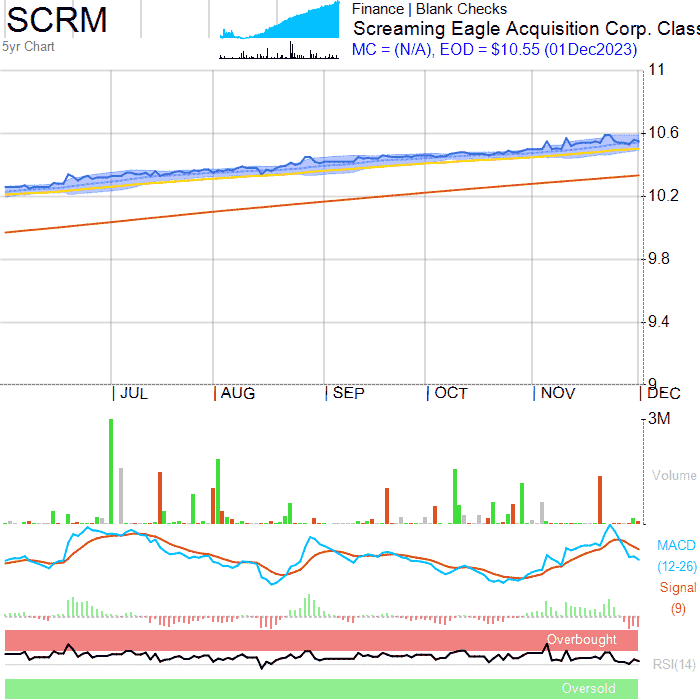 SCRM
5yr Chart
Finance | Blank Checks
Screaming Eagle Acquisition Corp. Clas
MC = (N/A), EOD = $10.55 (01Dec2023)
11
10.6
10.2
9.8
9.4
9
JUL AUG SEP OCT NOV DEC
3M
Volume
MACD
(12-26)
Signal
(9)
Overbought
RSI(14)
Oversold